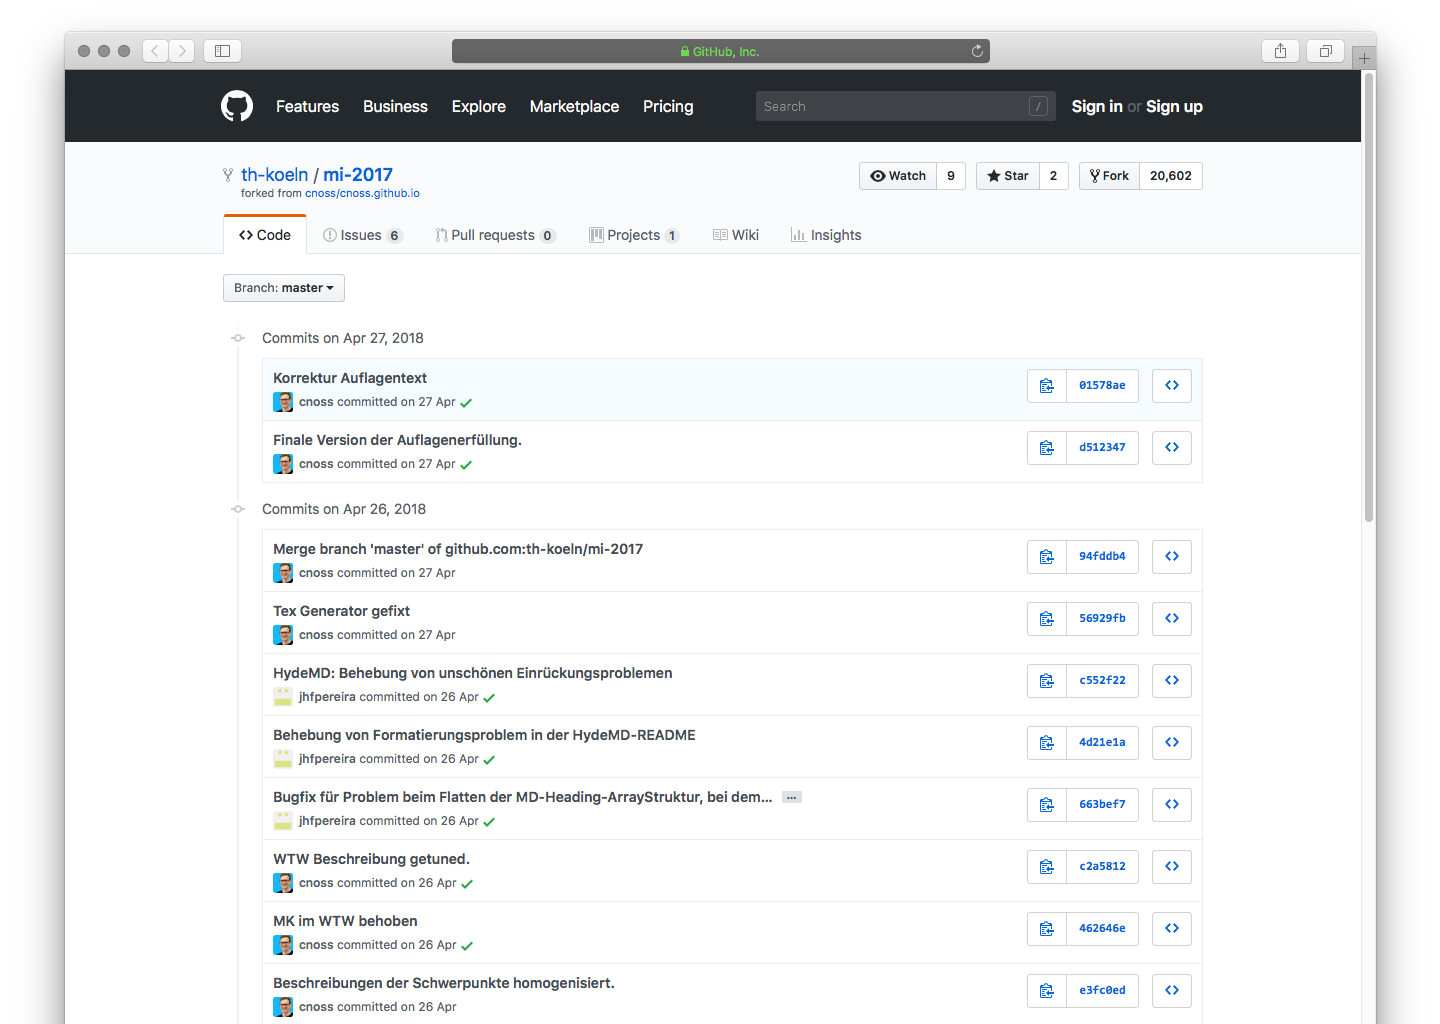 GitHub, Inc.
Features Business Explore Marketplace Pricing Search / Sign in or Sign up
th-koeln / mi-2017 Watch 9 Star 2 Fork 20,602
forked from cnoss/cnoss.github.io
<> Code Issues 6 Pull requests 0 Projects 1 Wiki Insights
Branch: master
Commits on Apr 27, 2018
Korrektur Auflagentext 01578ae
cnoss committed on 27 Apr
Finale Version der Auflagenerfüllung. d512347
cnoss committed on 27 Apr
Commits on Apr 26, 2018
Merge branch 'master' of github.com:th-koeln/mi-2017 94fddb4
cnoss committed on 27 Apr
Tex Generator gefixt 56929fb
cnoss committed on 27 Apr
HydeMD: Behebung von unschönen Einrückungsproblemen c552f22
jhfpereira committed on 26 Apr
Behebung von Formatierungsproblem in der HydeMD-README 4d21e1a
jhfpereira committed on 26 Apr
Bugfix für Problem beim Flatten der MD-Heading-ArrayStruktur, bei dem... … 663bef7
jhfpereira committed on 26 Apr
WTW Beschreibung getuned. c2a5812
cnoss committed on 26 Apr
MK im WTW behoben 462646e
cnoss committed on 26 Apr
Beschreibungen der Schwerpunkte homogenisiert. e3fc0ed
cnoss committed on 26 Apr